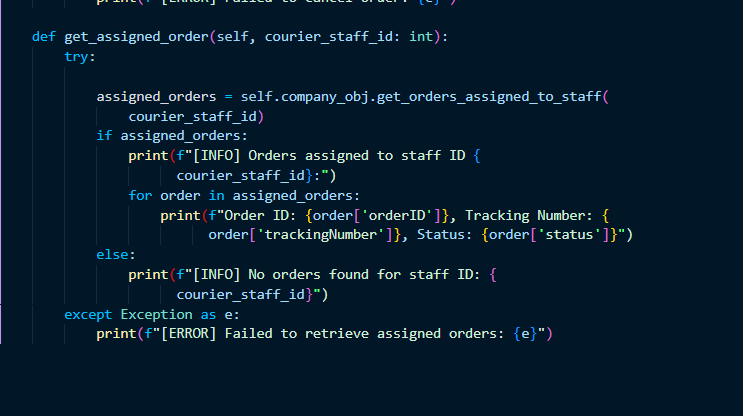 print(f"[ERROR] Failed to cancel order: {e}")
def get_assigned_order(self, courier_staff_id: int):
try:
assigned_orders = self.company_obj.get_orders_assigned_to_staff(
courier_staff_id)
if assigned_orders:
print(f"[INFO] Orders assigned to staff ID {
courier_staff_id}:")
for order in assigned_orders:
print(f"Order ID: {order['orderID']}, Tracking Number: {
order['trackingNumber']}, Status: {order['status']}")
else:
print(f"[INFO] No orders found for staff ID: {
courier_staff_id}")
except Exception as e:
print(f"[ERROR] Failed to retrieve assigned orders: {e}")